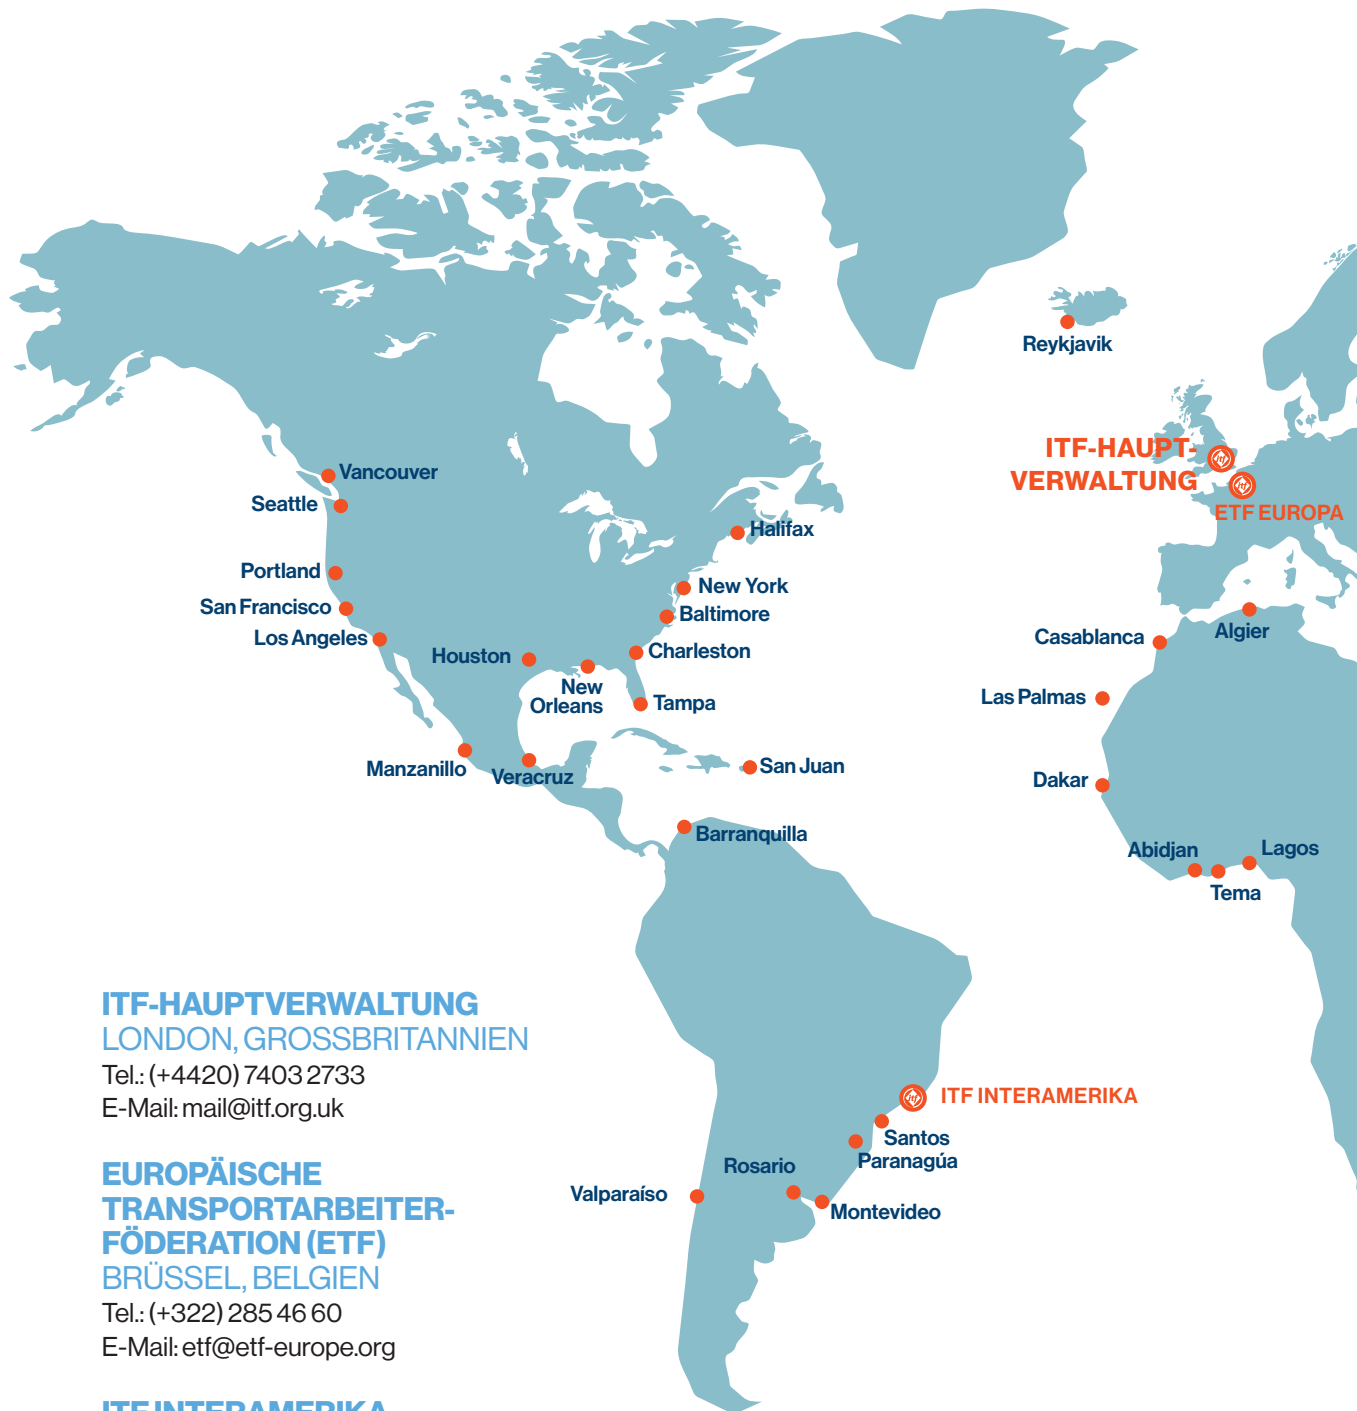 Reykjavik
ITF-HAUPT-
VERWALTUNG
ETF EUROPA
Vancouver
Seattle
Halifax
Portland
New York
San Francisco
Baltimore
Los Angeles
Houston
Charleston
New
Orleans
Tampa
Casablanca
Algier
Las Palmas
Manzanillo
Veracruz
San Juan
Dakar
Barranquilla
Abidjan
Lagos
Tema
ITF INTERAMERIKA
Santos
Paranagúa
Rosario
Valparaíso
Montevideo
ITF-HAUPTVERWALTUNG
LONDON, GROSSBRITANNIEN
Tel.: (+4420) 7403 2733
E-Mail: mail@itf.org.uk
EUROPÄISCHE
TRANSPORTARBEITER-
FÖDERATION (ETF)
BRÜSSEL, BELGIEN
Tel.: (+322) 285 46 60
E-Mail: etf@etf-europe.org
ITF INTERAMERIKA